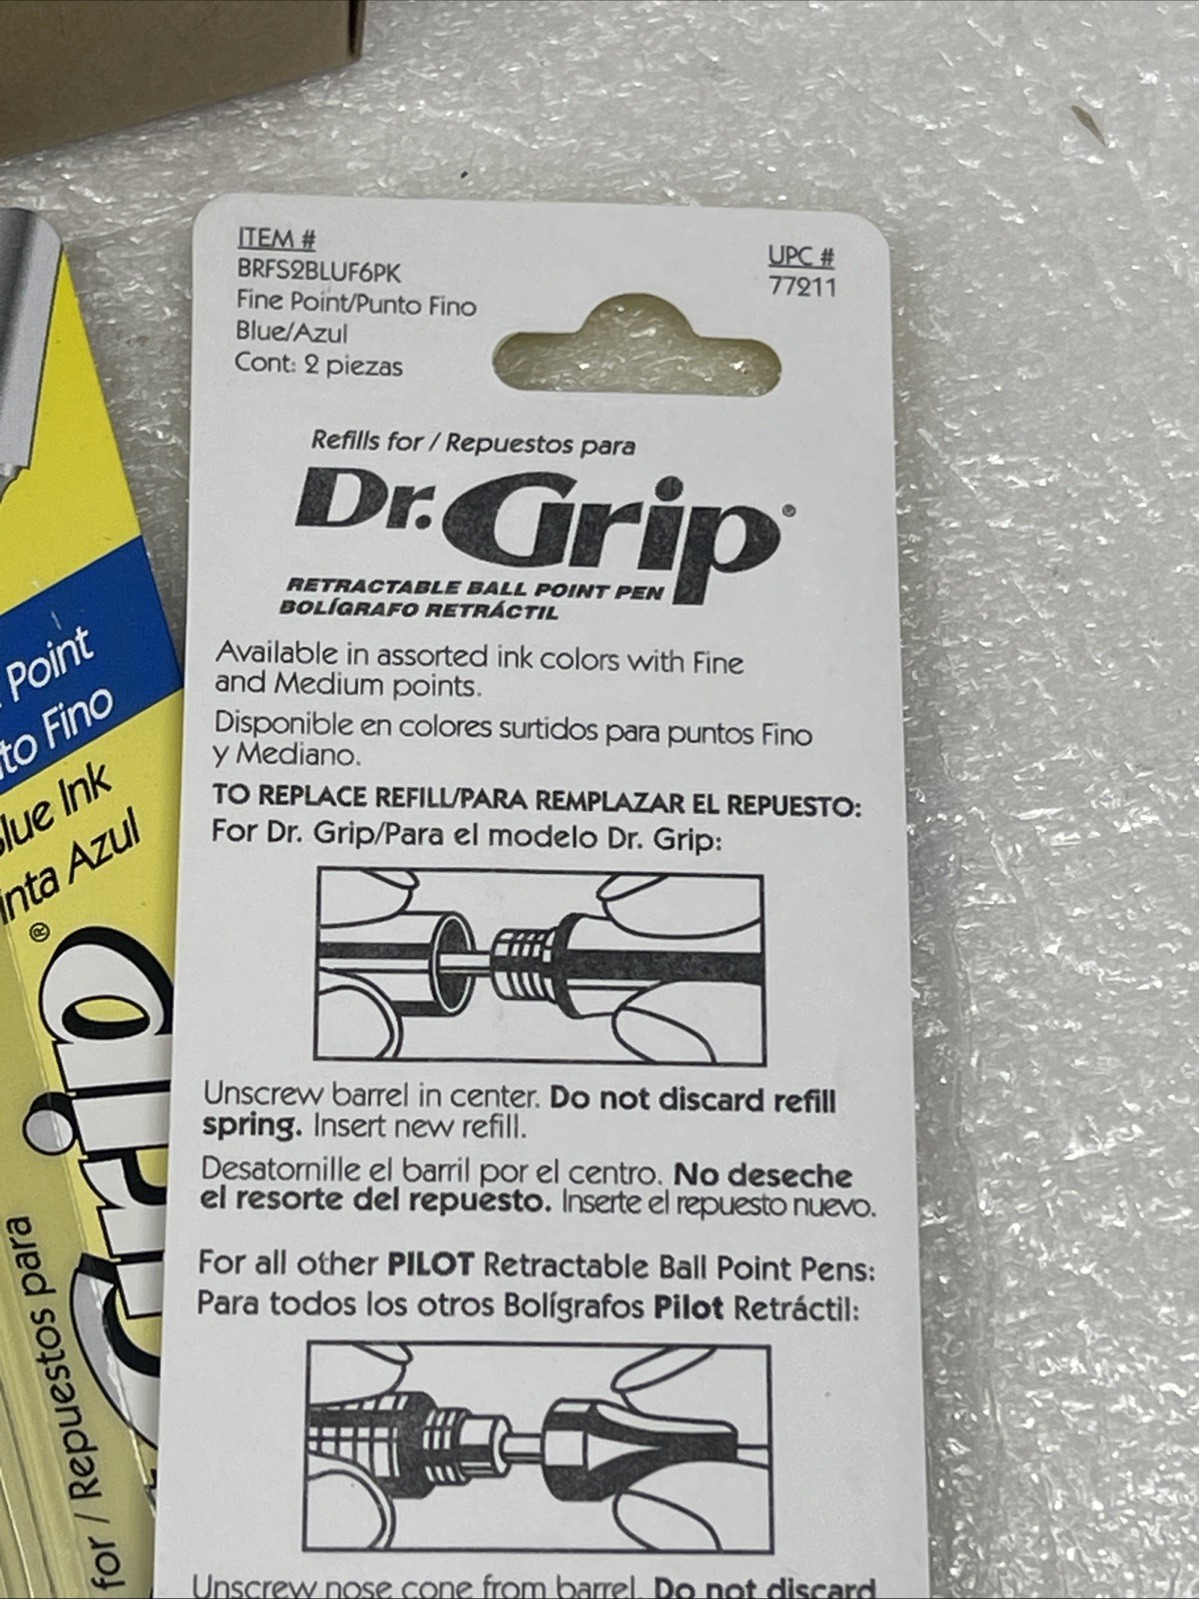 ITEM #
BRFS2BLUF6PK
Fine Point/Punto Fino
Blue/Azul
Cont: 2 piezas
UPC #
77211
Refills for / Repuestos para
Dr. Grip®
RETRACTABLE BALL POINT PEN
BOLÍGRAFO RETRÁCTIL
Available in assorted ink colors with Fine
and Medium points.
Disponible en colores surtidos para puntos Fino
y Mediano.
TO REPLACE REFILL/PARA REMPLAZAR EL REPUESTO:
For Dr. Grip/Para el modelo Dr. Grip:
Unscrew barrel in center. Do not discard refill
spring. Insert new refill.
Desatornille el barril por el centro. No deseche
el resorte del repuesto. Inserte el repuesto nuevo.
For all other PILOT Retractable Ball Point Pens:
Para todos los otros Bolígrafos Pilot Retráctil:
Unscrew nose cone from barrel. Do not discard
Point
to Fino
lue Ink
inta Azul
Grip®
for / Repuestos para